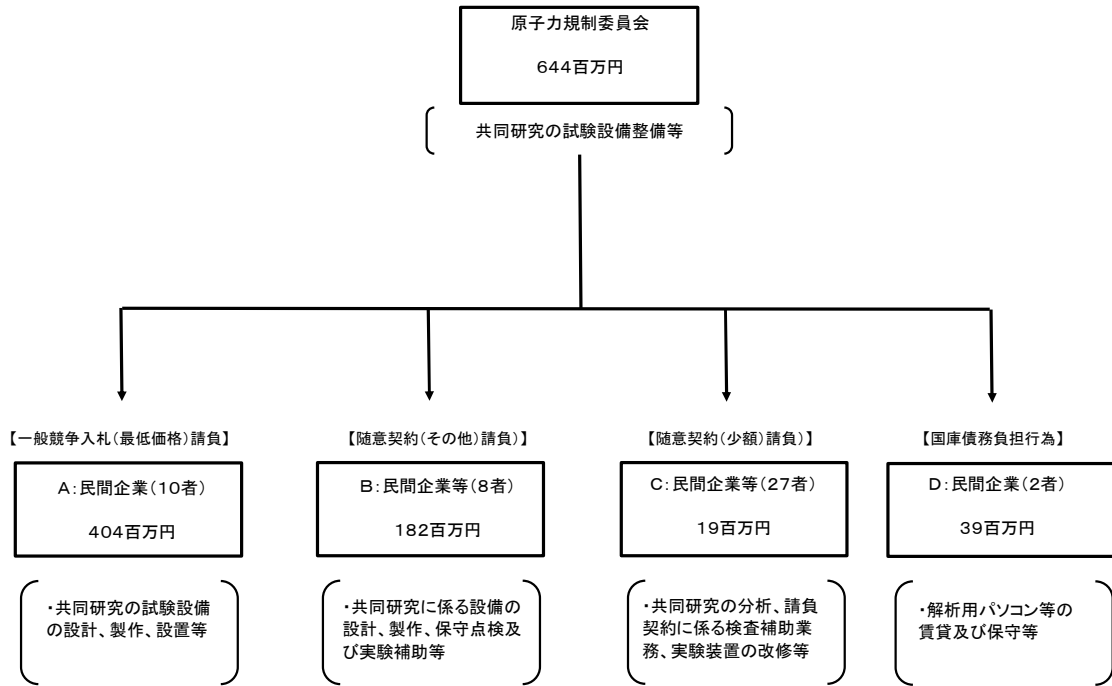 原子力規制委員会
644百万円
共同研究の試験設備整備等
【一般競争入札(最低価格)請負】
【随意契約(その他)請負)】
【随意契約(少額)請負)】
【国庫債務負担行為】
A:民間企業(10者)
404百万円
B:民間企業等(8者)
182百万円
C:民間企業等(27者)
19百万円
D:民間企業(2者)
39百万円
・共同研究の試験設備
の設計、製作、設置等
・共同研究に係る設備の
設計、製作、保守点検及
び実験補助等
・共同研究の分析、請負
契約に係る検査補助業
務、実験装置の改修等
・解析用パソコン等の
賃貸及び保守等